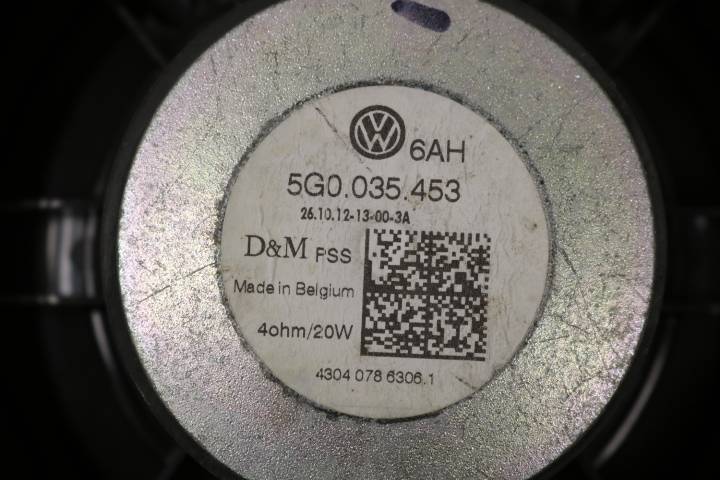 6AH
5G0.035.453
26.10.12-13-00-3A
D&M PSS
Made in Belgium
4ohm/20W
4304 078 6306.1